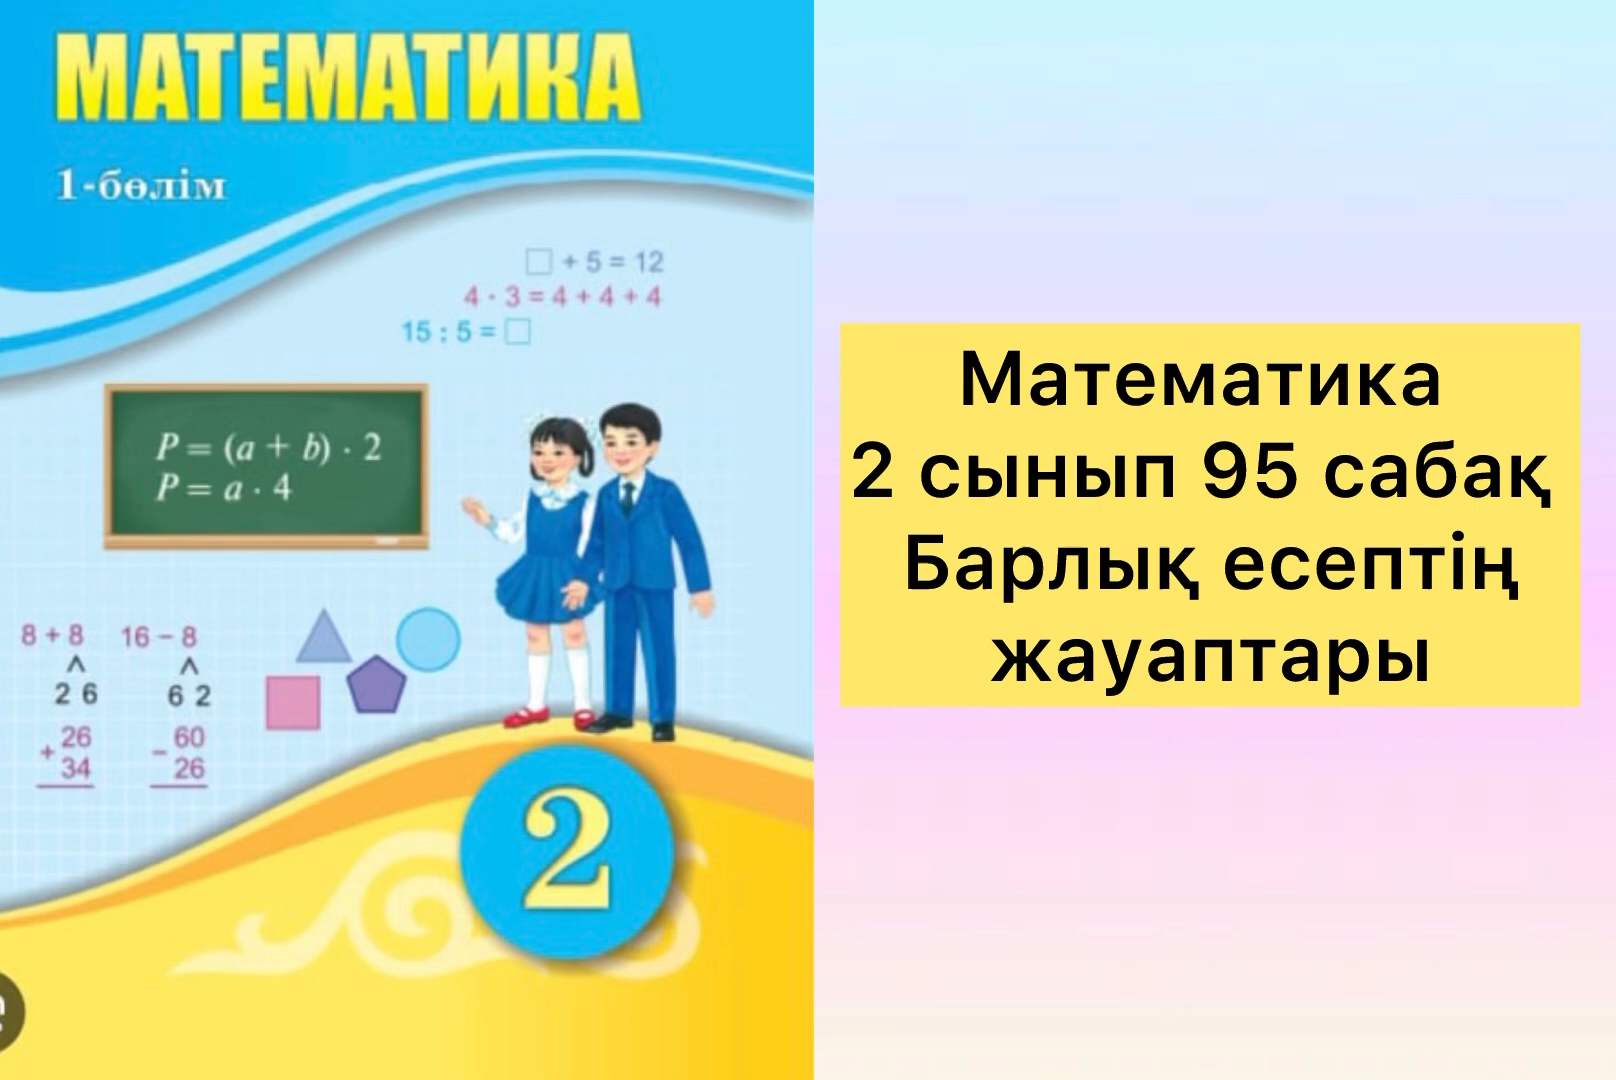 МАТЕМАТИКА
1-бөлім
□ + 5 = 12
4 · 3 = 4 + 4 + 4
15 : 5 = □
P = (a + b) · 2
P = a · 4
8 + 8
2 6
16 – 8
6 2
+ 26
34
– 60
26
2
Математика
2 сынып 95 сабақ
Барлық есептің
жауаптары